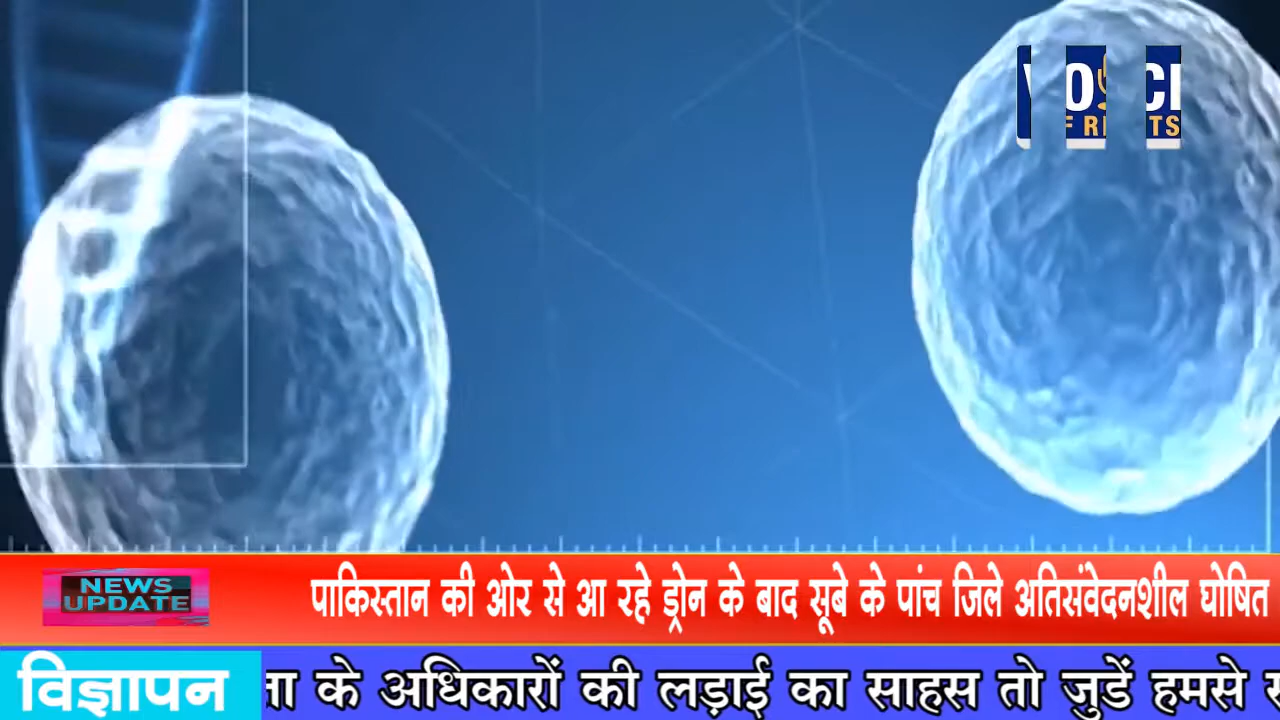 NEWS
UPDATE
पाकिस्तान की ओर से आ रहे ड्रोन के बाद सूबे के पांच जिले अतिसंवेदनशील घोषित
विज्ञापन
के अधिकारों की लड़ाई का साहस तो जुडें हमसे